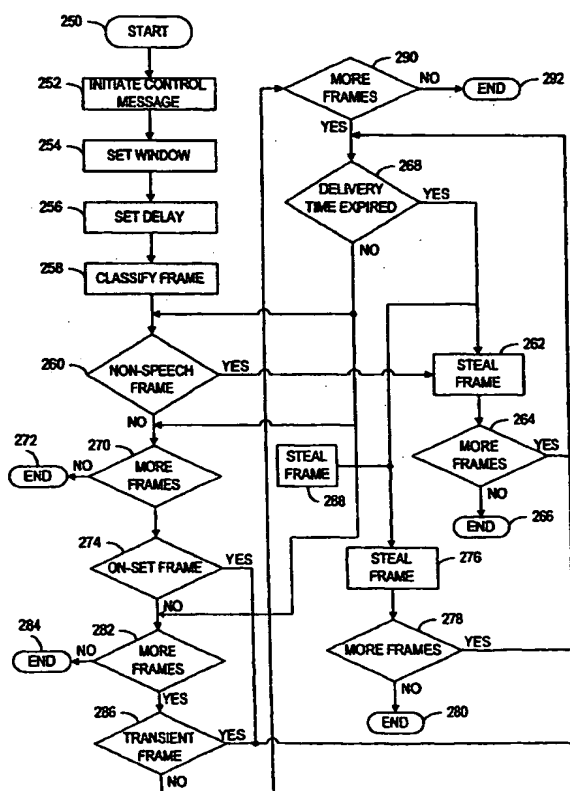 250
START
252
INITIATE CONTROL
MESSAGE
254
SET WINDOW
256
SET DELAY
258
CLASSIFY FRAME
260
NON-SPEECH
FRAME
YES
NO
270
272
END
NO
MORE
FRAMES
274
ON-SET FRAME
YES
NO
282
284
END
NO
MORE
FRAMES
YES
286
TRANSIENT
FRAME
YES
NO
290
MORE
FRAMES
NO
END
292
YES
268
DELIVERY
TIME EXPIRED
YES
NO
262
STEAL
FRAME
264
MORE
FRAMES
YES
NO
END
266
STEAL
FRAME
288
STEAL
FRAME
276
278
MORE FRAMES
YES
NO
END
280